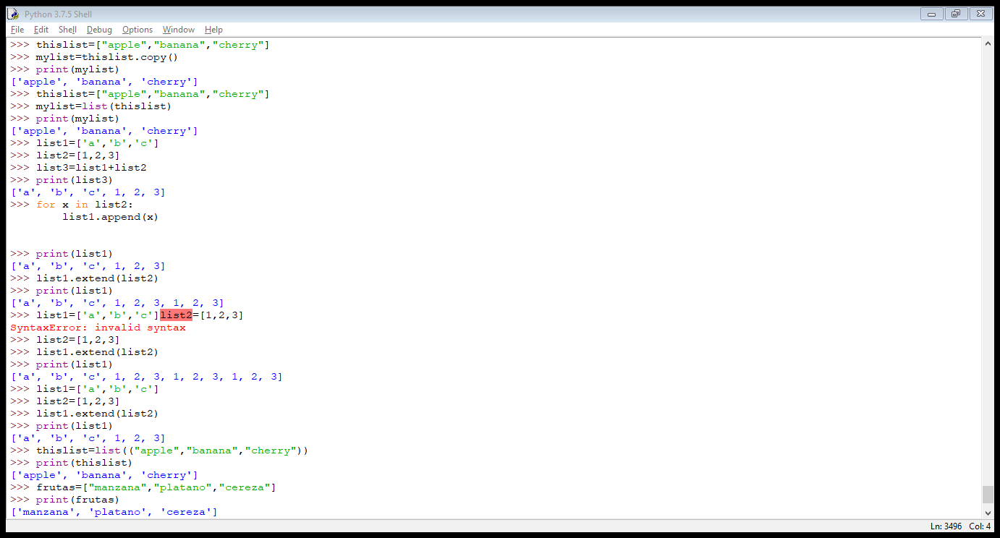 Python 3.7.5 Shell
File Edit Shell Debug Options Window Help
>>> thislist=["apple","banana","cherry"]
>>> mylist=thislist.copy()
>>> print(mylist)
['apple', 'banana', 'cherry']
>>> thislist=["apple","banana","cherry"]
>>> mylist=list(thislist)
>>> print(mylist)
['apple', 'banana', 'cherry']
>>> list1=['a','b','c']
>>> list2=[1,2,3]
>>> list3=list1+list2
>>> print(list3)
['a', 'b', 'c', 1, 2, 3]
>>> for x in list2:
        list1.append(x)
>>> print(list1)
['a', 'b', 'c', 1, 2, 3]
>>> list1.extend(list2)
>>> print(list1)
['a', 'b', 'c', 1, 2, 3, 1, 2, 3]
>>> list1=['a','b','c']list2=[1,2,3]
SyntaxError: invalid syntax
>>> list2=[1,2,3]
>>> list1.extend(list2)
>>> print(list1)
['a', 'b', 'c', 1, 2, 3, 1, 2, 3, 1, 2, 3]
>>> list1=['a','b','c']
>>> list2=[1,2,3]
>>> list1.extend(list2)
>>> print(list1)
['a', 'b', 'c', 1, 2, 3]
>>> thislist=list(("apple","banana","cherry"))
>>> print(thislist)
['apple', 'banana', 'cherry']
>>> frutas=["manzana","platano","cereza"]
>>> print(frutas)
['manzana', 'platano', 'cereza']
Ln: 3496 Col: 4